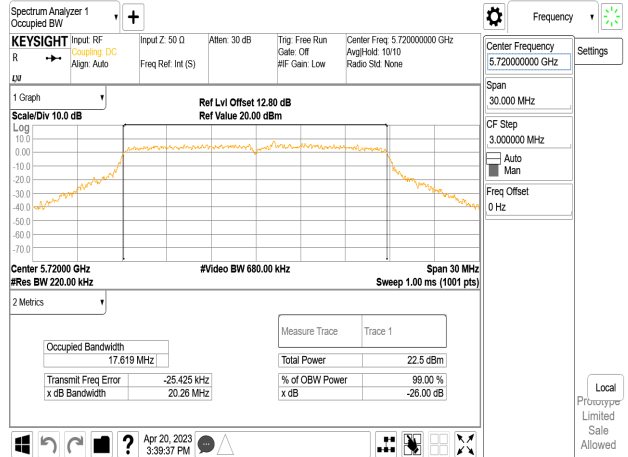 Spectrum Analyzer 1
Occupied BW
Frequency
KEYSIGHT Input: RF Input Z: 50 Ω Atten: 30 dB Trig: Free Run Center Freq: 5.720000000 GHz
Coupling: DC Gate: Off Avg|Hold: 10/10
R Align: Auto Freq Ref: Int (S) #IF Gain: Low Radio Std: None
LXI
Center Frequency
5.720000000 GHz
Settings
Span
30.000 MHz
CF Step
3.000000 MHz
Auto
Man
Freq Offset
0 Hz
1 Graph
Ref Lvl Offset 12.80 dB
Scale/Div 10.0 dB Ref Value 20.00 dBm
Log
10.0
0.00
-10.0
-20.0
-30.0
-40.0
-50.0
-60.0
-70.0
Center 5.72000 GHz #Video BW 680.00 kHz Span 30 MHz
#Res BW 220.00 kHz Sweep 1.00 ms (1001 pts)
2 Metrics
Measure Trace Trace 1
Occupied Bandwidth
17.619 MHz
Total Power 22.5 dBm
Transmit Freq Error -25.425 kHz % of OBW Power 99.00 %
x dB Bandwidth 20.26 MHz x dB -26.00 dB
Local
Prototype
Limited
Sale
Allowed
Apr 20, 2023
3:39:37 PM